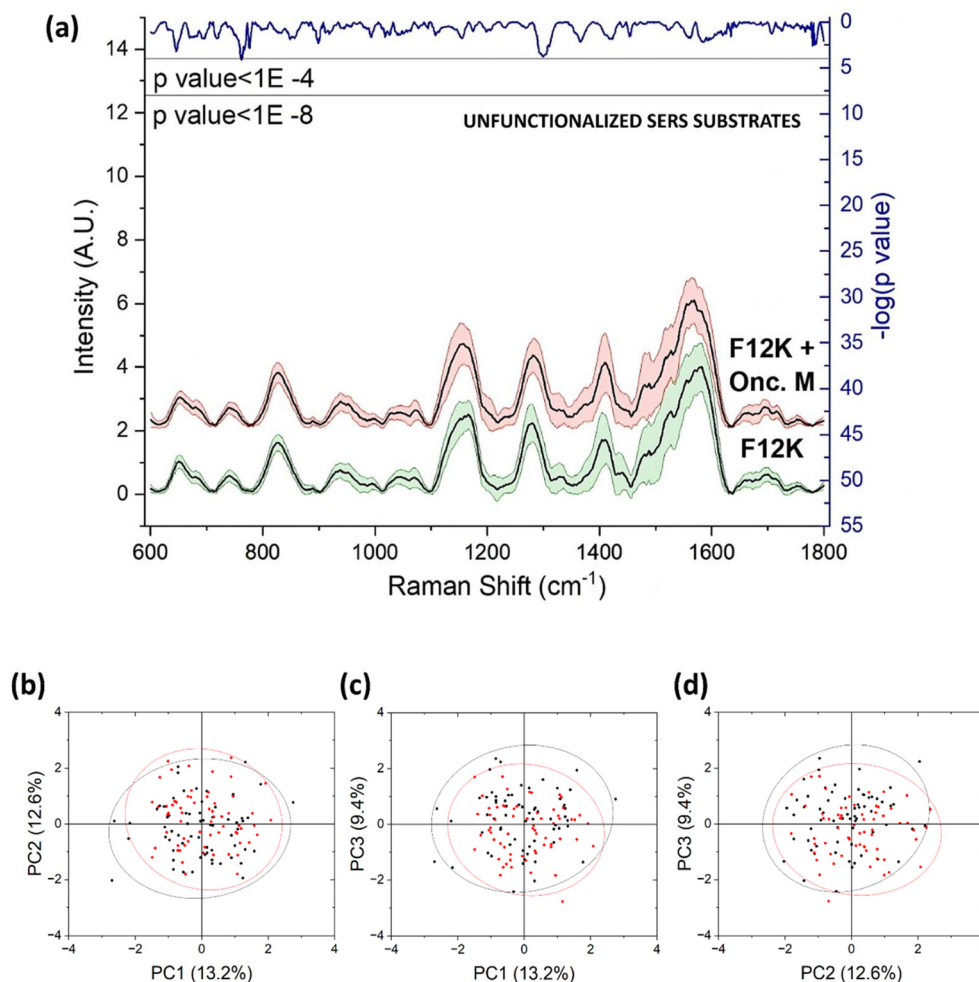 (a)
14
12
10
8
6
4
2
0
Intensity (A.U.)
p value<1E -4
p value<1E -8
UNFUNCTIONALIZED SERS SUBSTRATES
F12K +
Onc. M
F12K
0
5
10
15
20
25
30
35
40
45
50
55
-log(p value)
600 800 1000 1200 1400 1600 1800
Raman Shift (cm⁻¹)
(b)
4
2
0
−2
−4
PC2 (12.6%)
−4 −2 0 2 4
PC1 (13.2%)
(c)
4
2
0
−2
−4
PC3 (9.4%)
−4 −2 0 2 4
PC1 (13.2%)
(d)
4
2
0
−2
−4
PC3 (9.4%)
−4 −2 0 2
PC2 (12.6%)